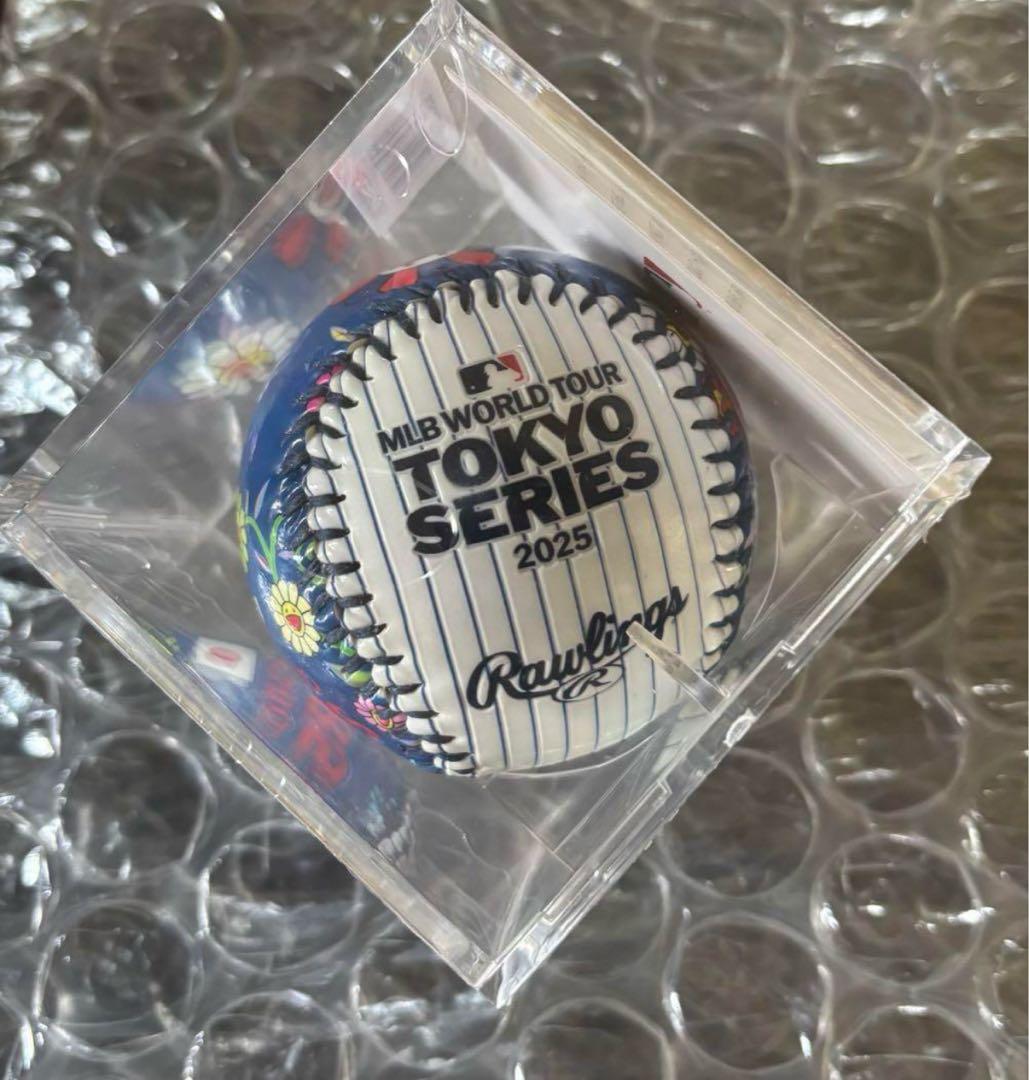 MLB WORLD TOUR
TOKYO
SERIES
2025
Rawlings
R